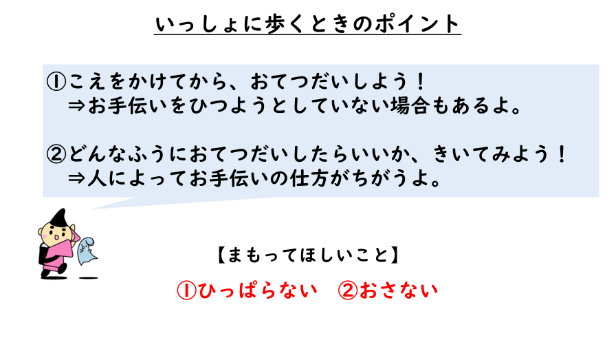 いっしょに歩くときのポイント
①こえをかけてから、おてつだいしよう！
⇒お手伝いをひつようとしていない場合もあるよ。
②どんなふうにおてつだいしたらいいか、きいてみよう！
⇒人によってお手伝いの仕方がちがうよ。
【まもってほしいこと】
①ひっぱらない　②おさない